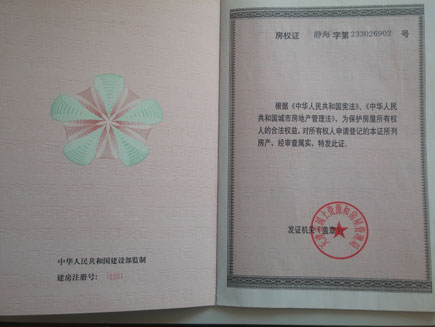 中华人民共和国建设部监制
建房注册号：
房权证 静海 字第 233026902 号
根据《中华人民共和国宪法》、《中华人民
共和国城市房地产管理法》，为保护房屋所有权
人的合法权益，对所有权人申请登记的本证所列
房产，经审查属实，特发此证。
发证机关（盖章）